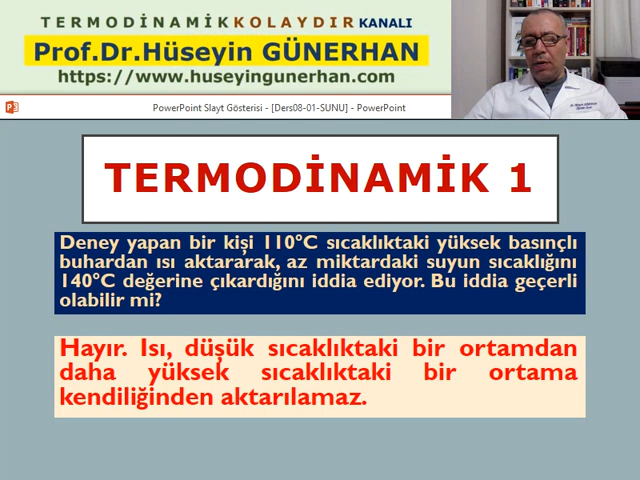 TERMODİNAMİKKOLAYDIR KANALI
Prof.Dr.Hüseyin GÜNERHAN
https://www.huseyingunerhan.com
PowerPoint Slayt Gösterisi - [Ders08-01-SUNU] - PowerPoint
TERMODİNAMİK 1
Deney yapan bir kişi 110°C sıcaklıktaki yüksek basınçlı
buhardan ısı aktararak, az miktardaki suyun sıcaklığını
140°C değerine çıkardığını iddia ediyor. Bu iddia geçerli
olabilir mi?
Hayır. Isı, düşük sıcaklıktaki bir ortamdan
daha yüksek sıcaklıktaki bir ortama
kendiliğinden aktarılamaz.